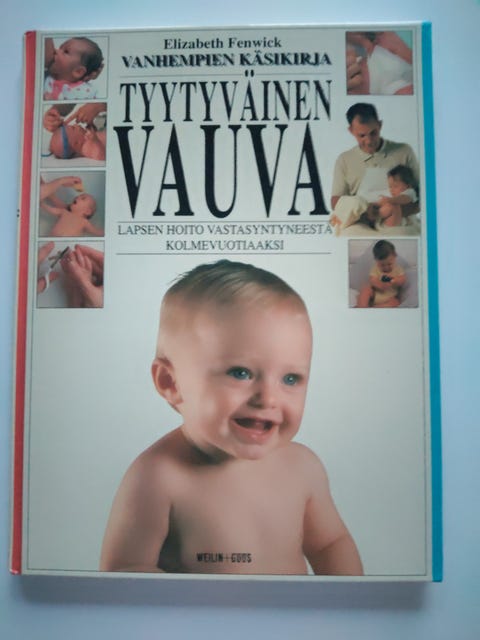 Elizabeth Fenwick
VANHEMPIEN KÄSIKIRJA
TYYTYVÄINEN
VAUVA
LAPSEN HOITO VASTASYNTYNEESTÄ
KOLMEVUOTIAAKSI
WEILIN+GÖÖS